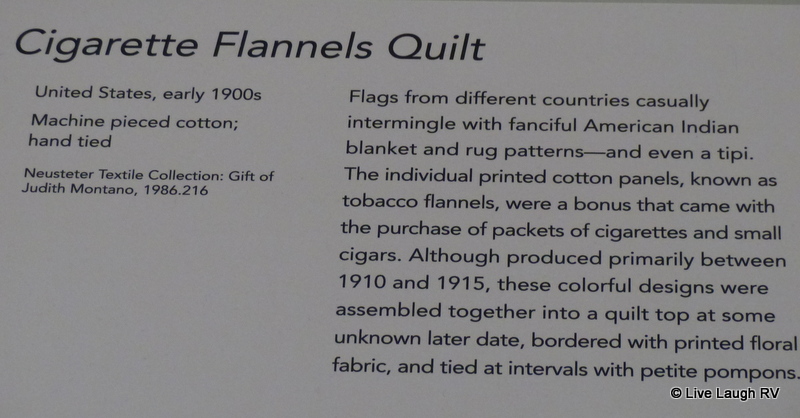 Cigarette Flannels Quilt
United States, early 1900s
Machine pieced cotton;
hand tied
Neusteter Textile Collection: Gift of
Judith Montano, 1986.216
Flags from different countries casually
intermingle with fanciful American Indian
blanket and rug patterns—and even a tipi.
The individual printed cotton panels, known as
tobacco flannels, were a bonus that came with
the purchase of packets of cigarettes and small
cigars. Although produced primarily between
1910 and 1915, these colorful designs were
assembled together into a quilt top at some
unknown later date, bordered with printed floral
fabric, and tied at intervals with petite pompons.
© Live Laugh RV